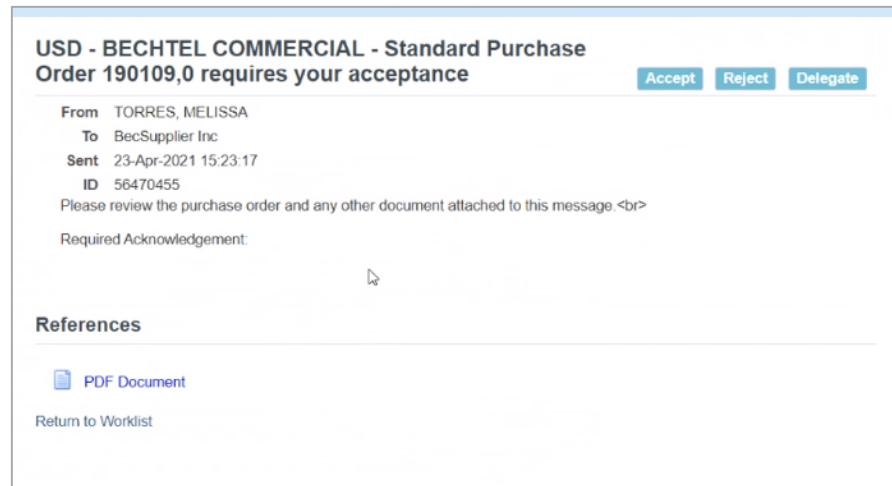 USD - BECHTEL COMMERCIAL - Standard Purchase
Order 190109,0 requires your acceptance
Accept Reject Delegate
From TORRES, MELISSA
To BecSupplier Inc
Sent 23-Apr-2021 15:23:17
ID 56470455
Please review the purchase order and any other document attached to this message.<br>
Required Acknowledgement:
References
PDF Document
Return to Worklist